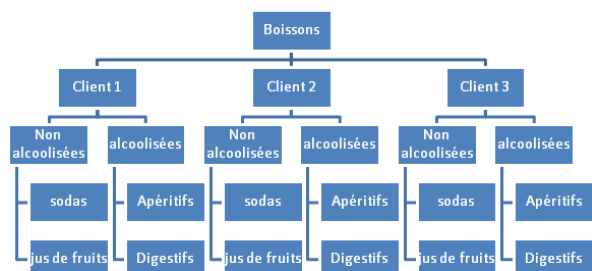 Boissons
Client 1
Client 2
Client 3
Non
alcoolisées
alcoolisées
Non
alcoolisées
alcoolisées
Non
alcoolisées
alcoolisées
sodas
Apéritifs
sodas
Apéritifs
sodas
Apéritifs
jus de fruits
Digestifs
jus de fruits
Digestifs
jus de fruits
Digestifs